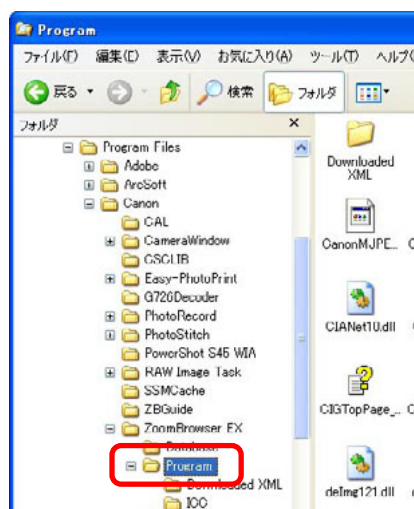 Program
ファイル(F) 編集(E) 表示(V) お気に入り(A) ツール(T) ヘルプ(
戻る 検索 フォルダ
フォルダ ×
Program Files
Adobe
ArcSoft
Canon
CAL
CameraWindow
CSCLIB
Easy-PhotoPrint
G726Decoder
PhotoRecord
PhotoStitch
PowerShot S45 WIA
RAW Image Task
SSMCache
ZBGuide
ZoomBrowser EX
Database
Program
Downloaded XML
Downloaded
XML
CanonMJPE...
CIANet10.dll
CIGTopPage_...
deImg121.dll